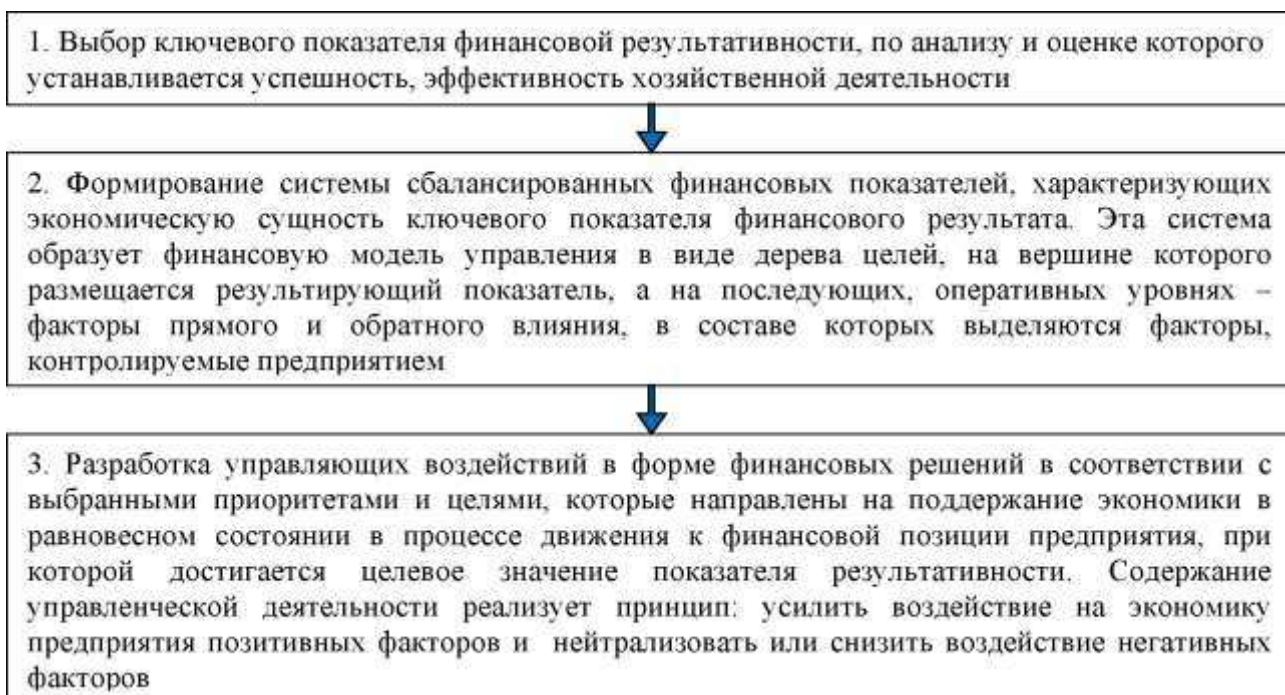 1. Выбор ключевого показателя финансовой результативности, по анализу и оценке которого
устанавливается успешность, эффективность хозяйственной деятельности
2. Формирование системы сбалансированных финансовых показателей, характеризующих
экономическую сущность ключевого показателя финансового результата. Эта система
образует финансовую модель управления в виде дерева целей, на вершине которого
размещается результирующий показатель, а на последующих, оперативных уровнях –
факторы прямого и обратного влияния, в составе которых выделяются факторы,
контролируемые предприятием
3. Разработка управляющих воздействий в форме финансовых решений в соответствии с
выбранными приоритетами и целями, которые направлены на поддержание экономики в
равновесном состоянии в процессе движения к финансовой позиции предприятия, при
которой достигается целевое значение показателя результативности. Содержание
управленческой деятельности реализует принцип: усилить воздействие на экономику
предприятия позитивных факторов и нейтрализовать или снизить воздействие негативных
факторов